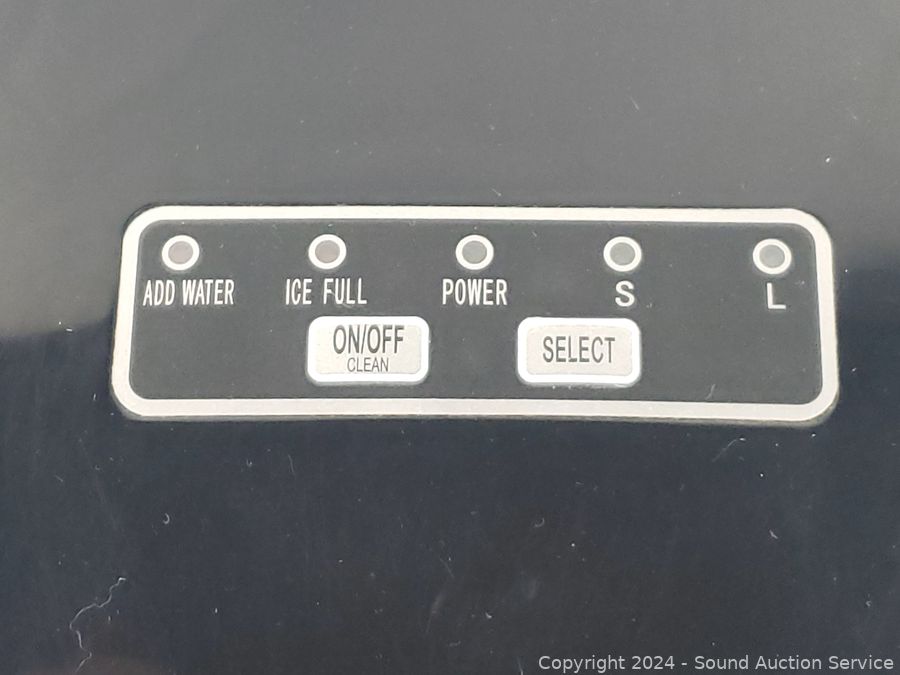 ADD WATER
ICE FULL
POWER
S
L
ON/OFF
CLEAN
SELECT
Copyright 2024 - Sound Auction Service